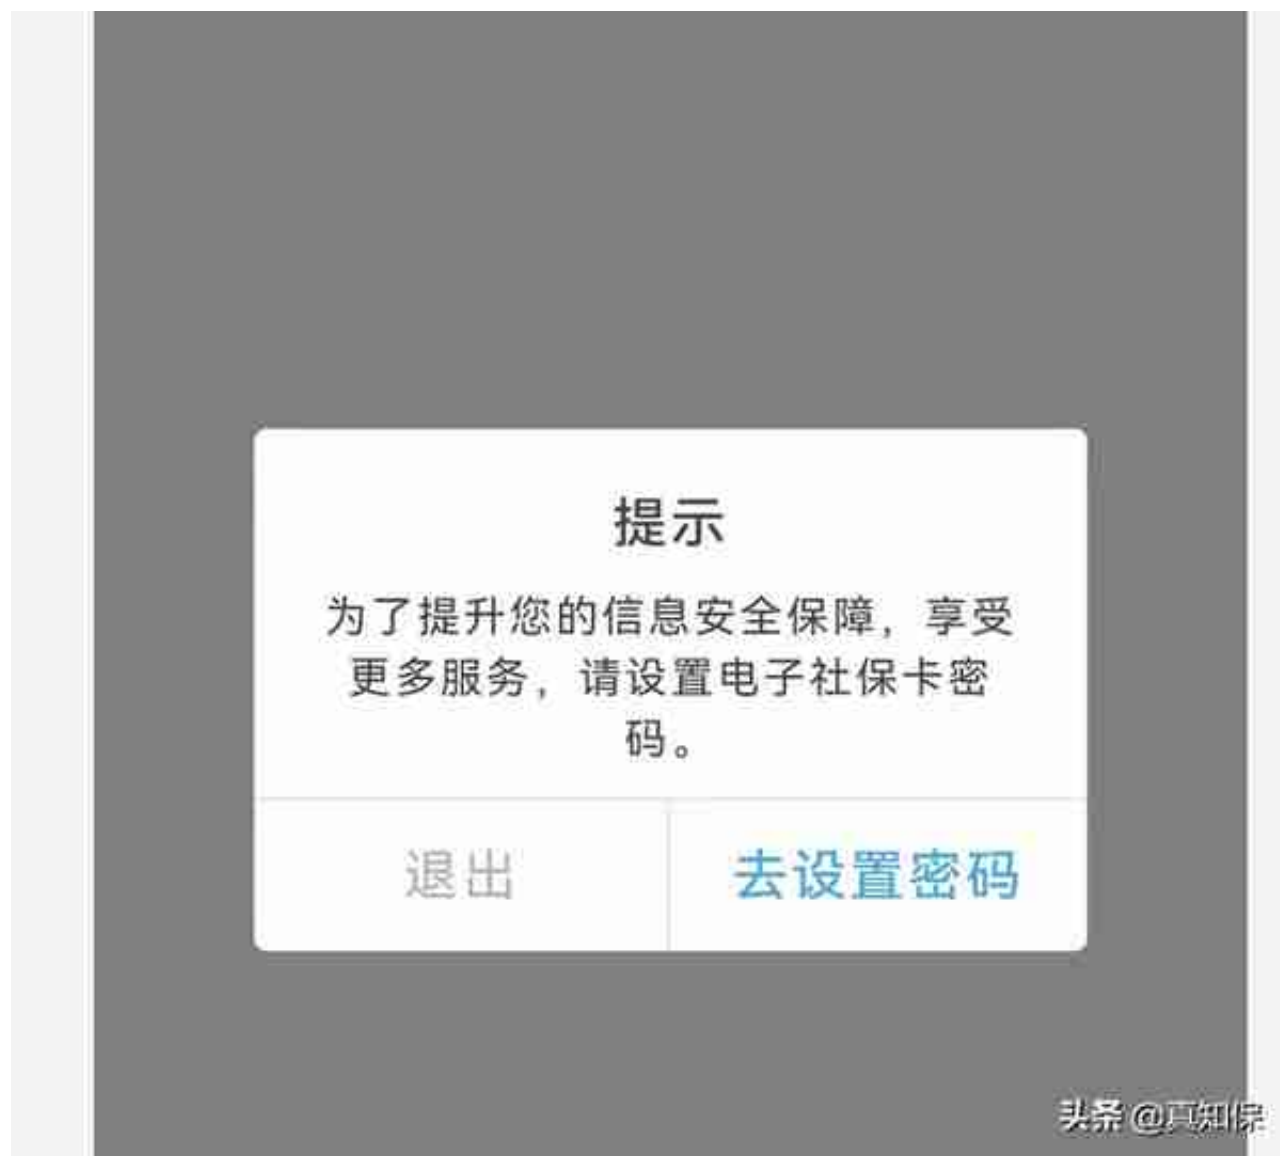 提示
为了提升您的信息安全保障，享受
更多服务，请设置电子社保卡密
码。
退出
去设置密码
头条 @真知保